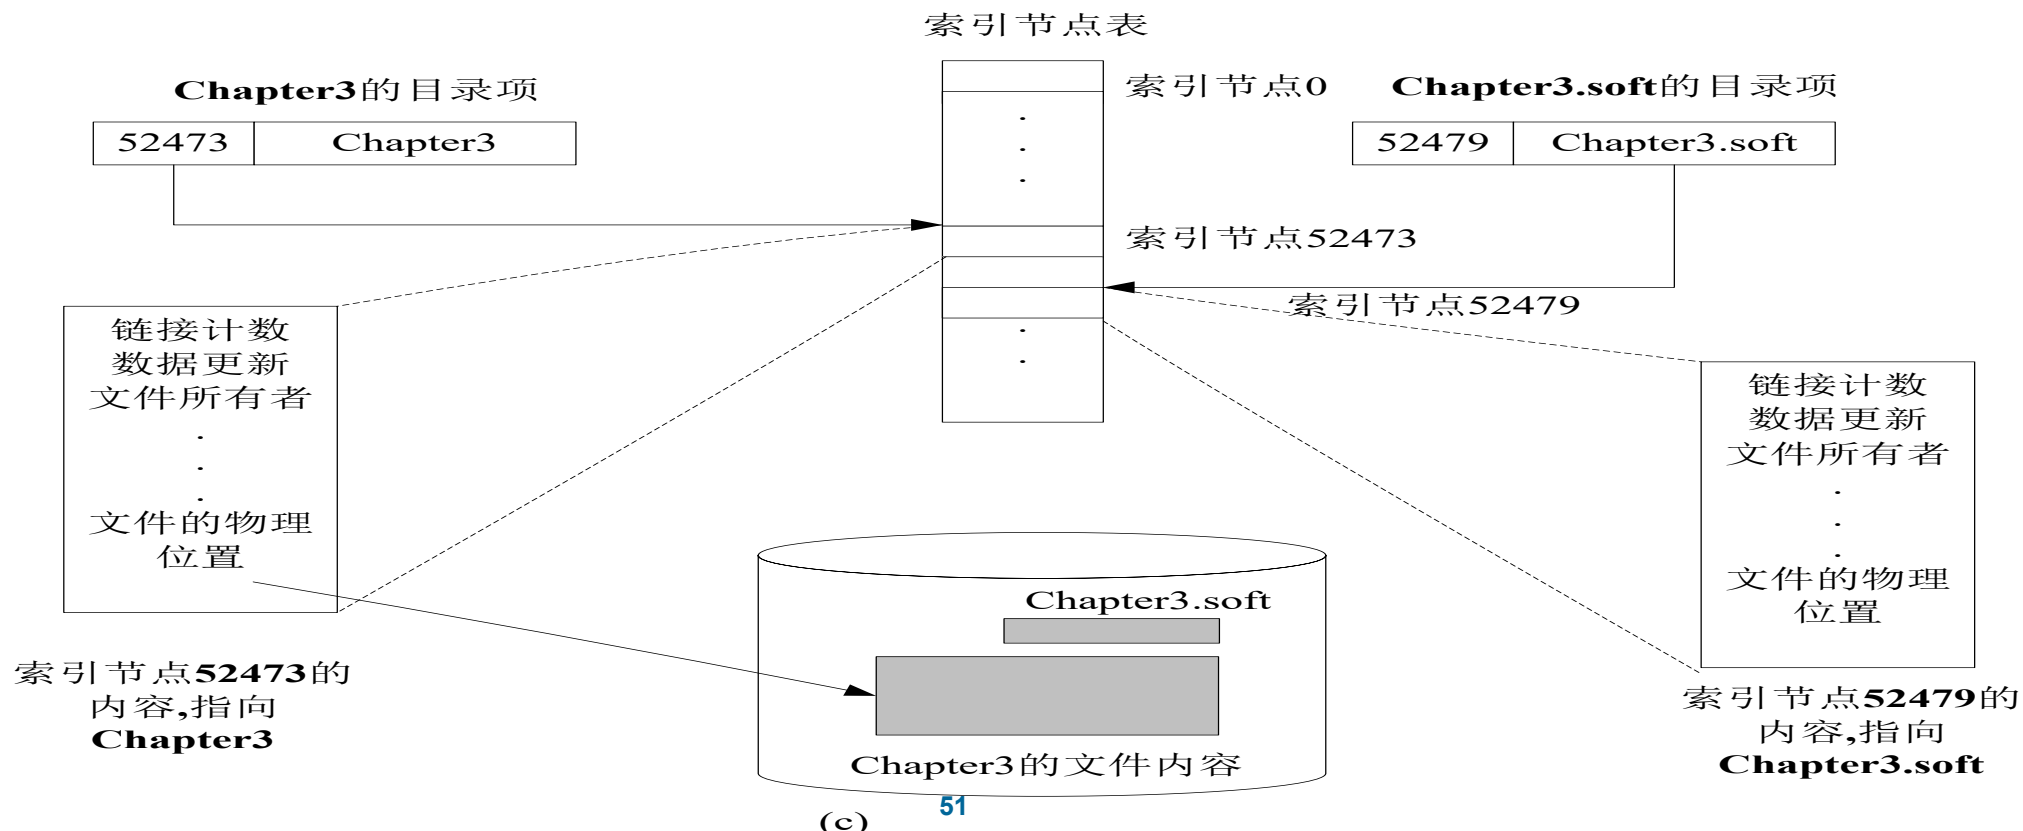 索引节点表
Chapter3的目录项
索引节点0
Chapter3.soft的目录项
52473
Chapter3
52479
Chapter3.soft
索引节点52473
索引节点52479
链接计数
数据更新
文件所有者
文件的物理
位置
链接计数
数据更新
文件所有者
文件的物理
位置
Chapter3.soft
Chapter3的文件内容
索引节点52473的
内容,指向
Chapter3
索引节点52479的
内容,指向
Chapter3.soft
51
(c)